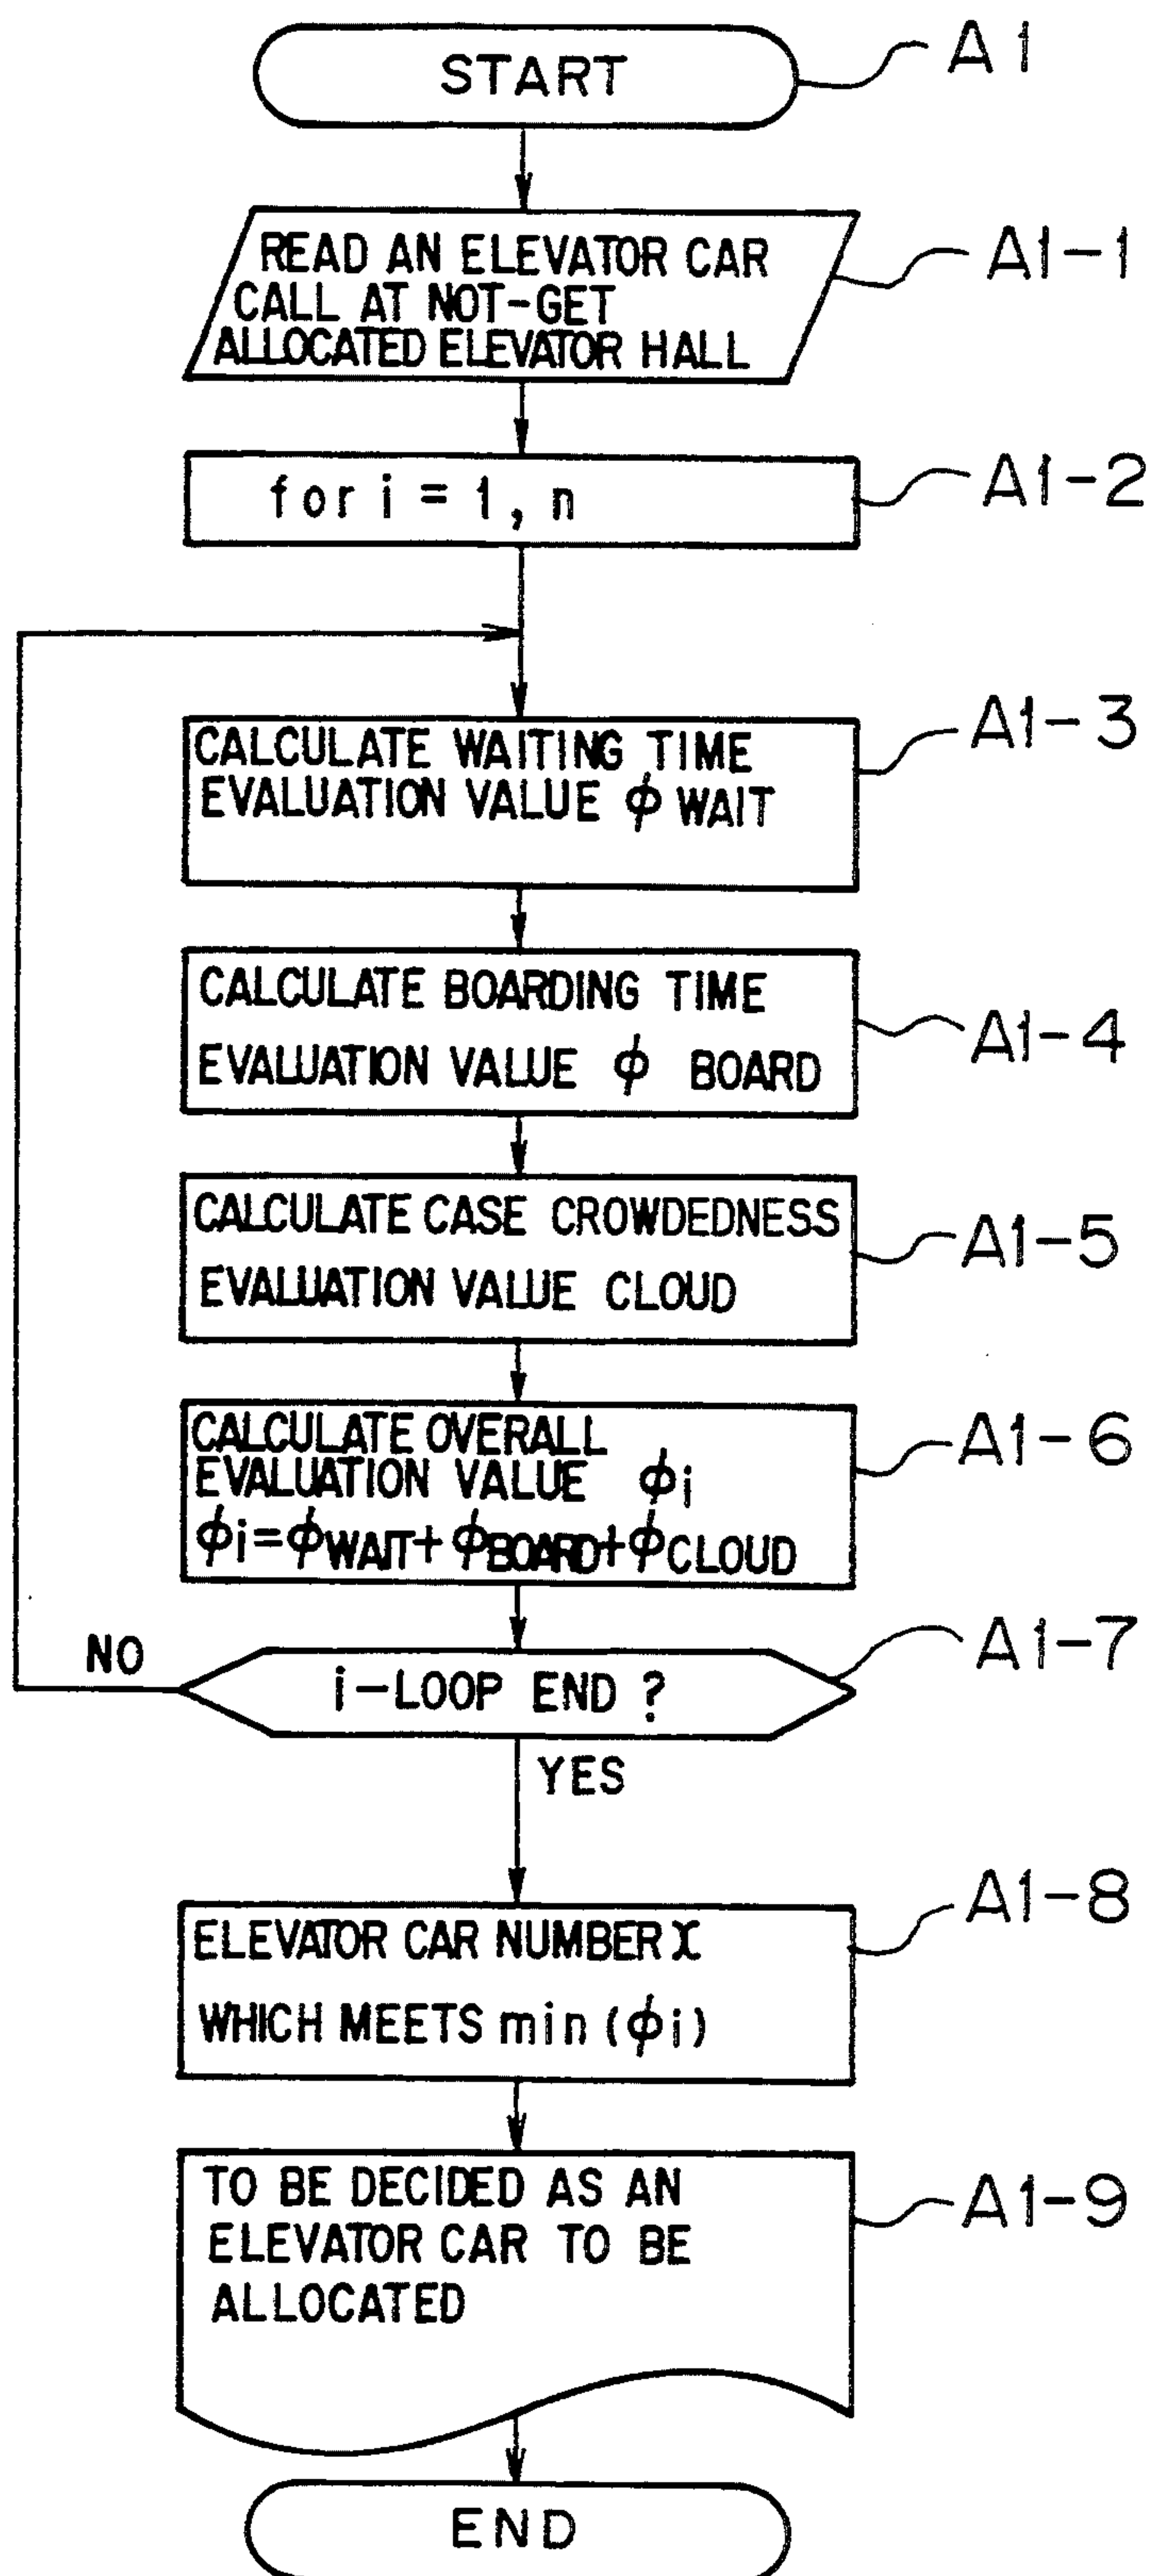 START
A1
READ AN ELEVATOR CAR
CALL AT NOT-GET
ALLOCATED ELEVATOR HALL
A1-1
for i = 1, n
A1-2
CALCULATE WAITING TIME
EVALUATION VALUE ϕ WAIT
A1-3
CALCULATE BOARDING TIME
EVALUATION VALUE ϕ BOARD
A1-4
CALCULATE CASE CROWDEDNESS
EVALUATION VALUE CLOUD
A1-5
CALCULATE OVERALL
EVALUATION VALUE ϕi
ϕi=ϕWAIT+ϕBOARD+ϕCLOUD
A1-6
NO
i-LOOP END ?
A1-7
YES
ELEVATOR CAR NUMBER X
WHICH MEETS min (ϕi)
A1-8
TO BE DECIDED AS AN
ELEVATOR CAR TO BE
ALLOCATED
A1-9
END